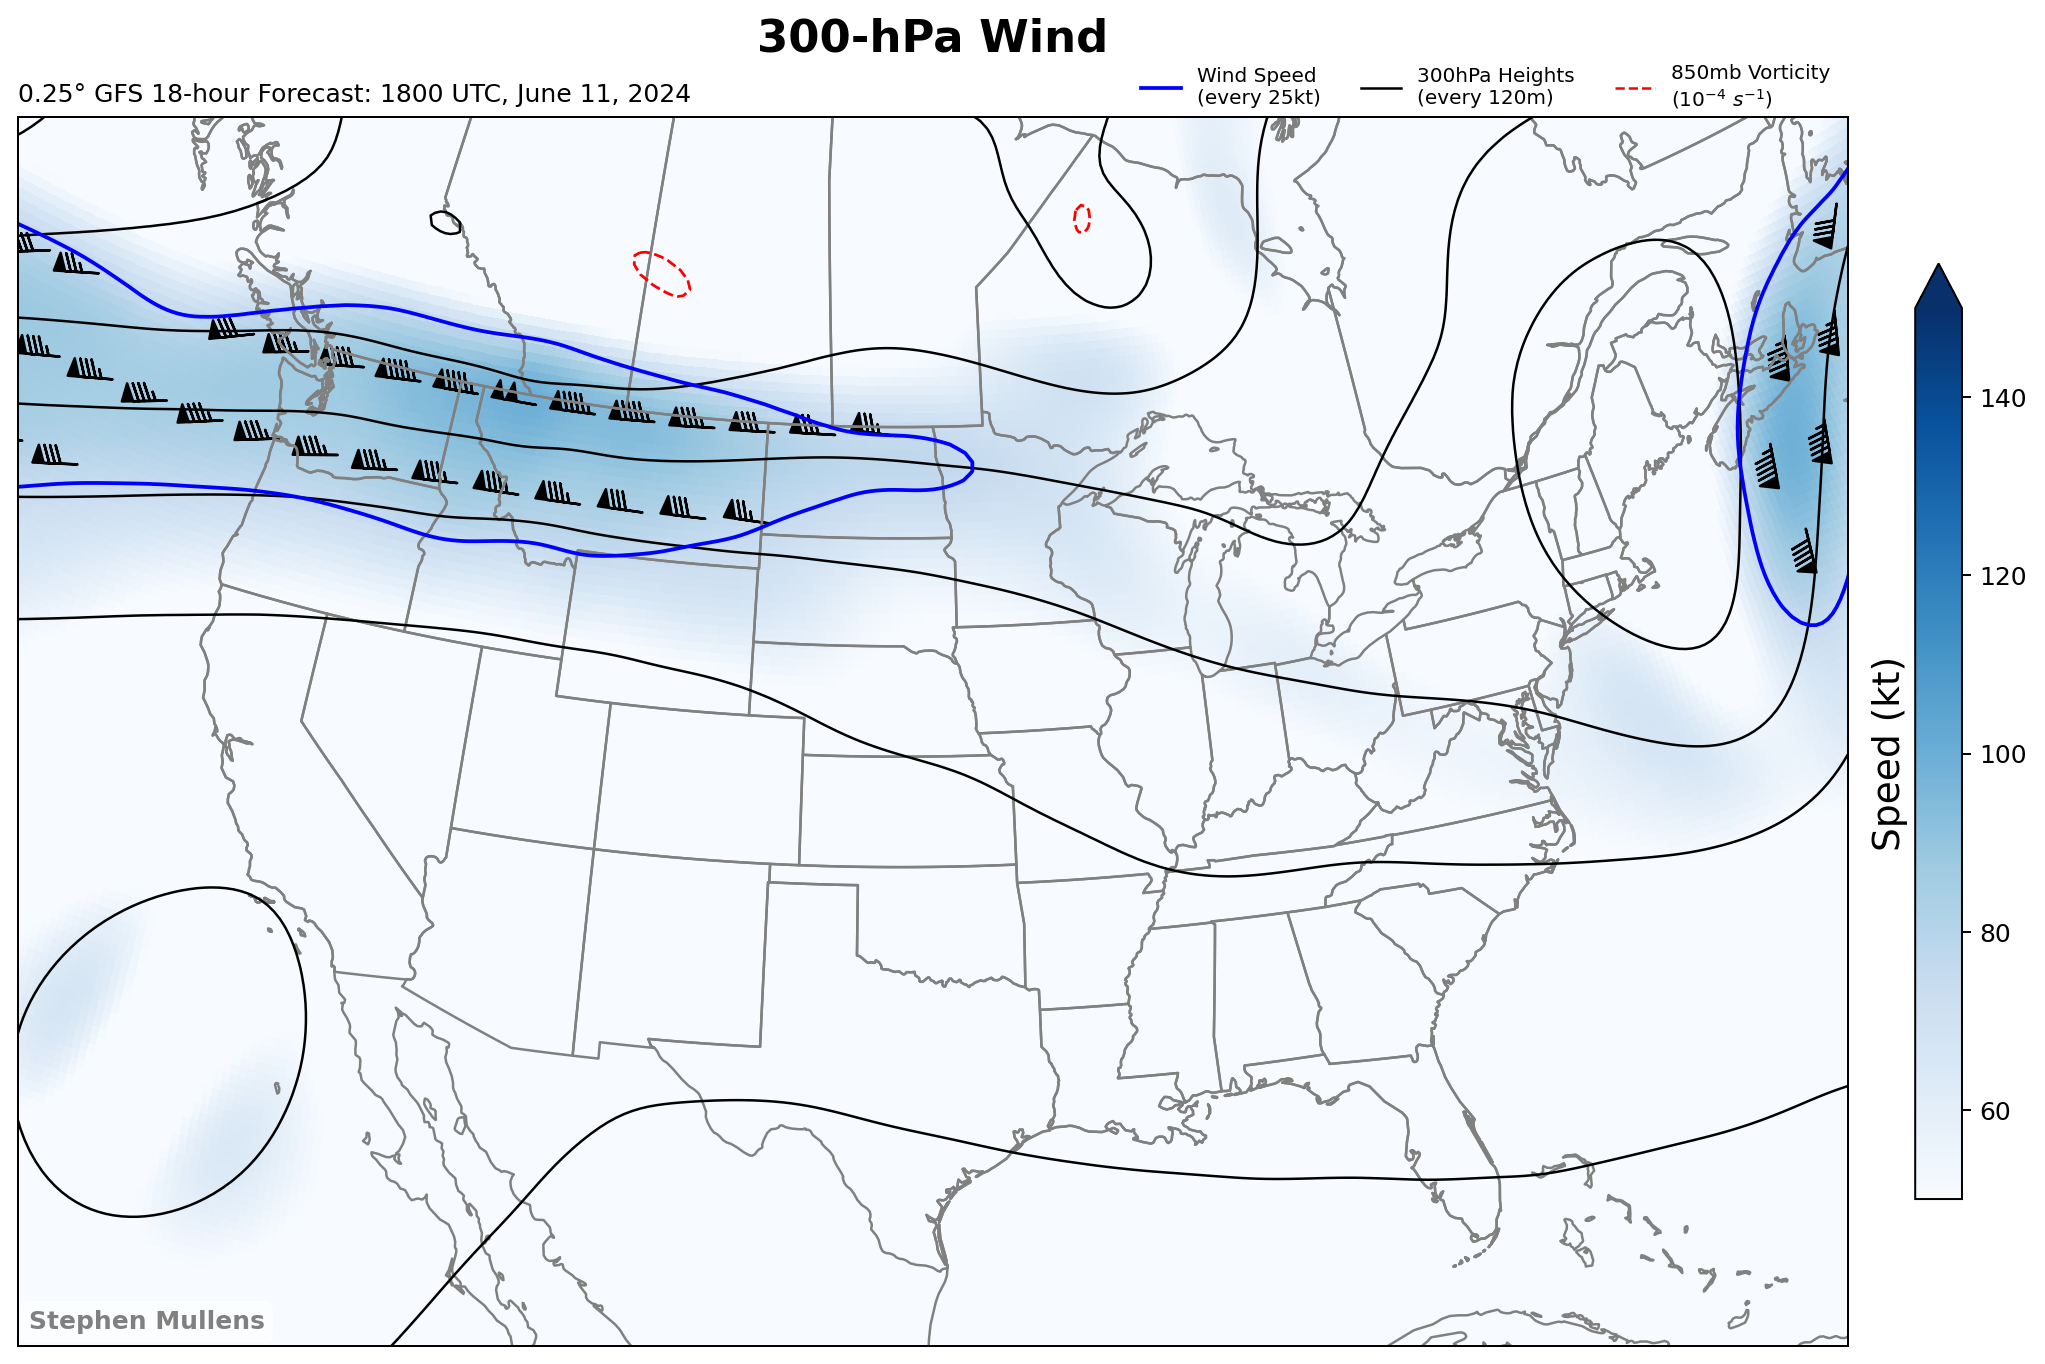 300-hPa Wind
0.25° GFS 18-hour Forecast: 1800 UTC, June 11, 2024
Wind Speed
(every 25kt)
300hPa Heights
(every 120m)
850mb Vorticity
(10⁻⁴ s⁻¹)
140
120
100
80
60
Speed (kt)
Stephen Mullens